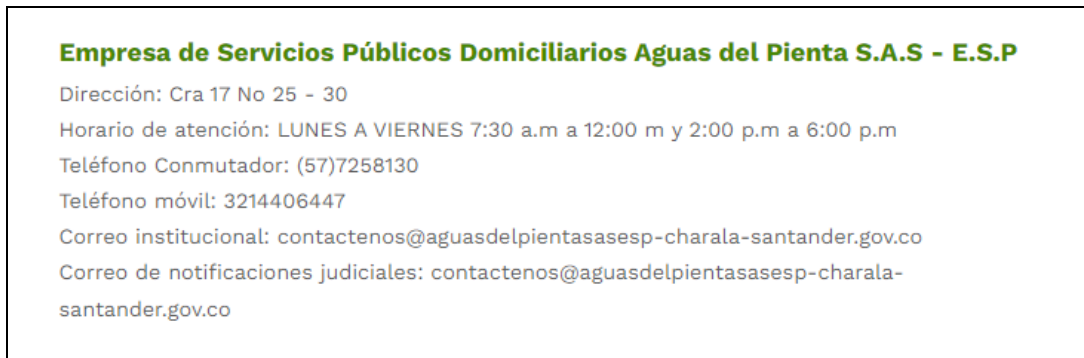 Empresa de Servicios Públicos Domiciliarios Aguas del Pienta S.A.S - E.S.P
Dirección: Cra 17 No 25 - 30
Horario de atención: LUNES A VIERNES 7:30 a.m a 12:00 m y 2:00 p.m a 6:00 p.m
Teléfono Conmutador: (57)7258130
Teléfono móvil: 3214406447
Correo institucional: contactenos@aguasdelpientasasesp-charala-santander.gov.co
Correo de notificaciones judiciales: contactenos@aguasdelpientasasesp-charala-
santander.gov.co